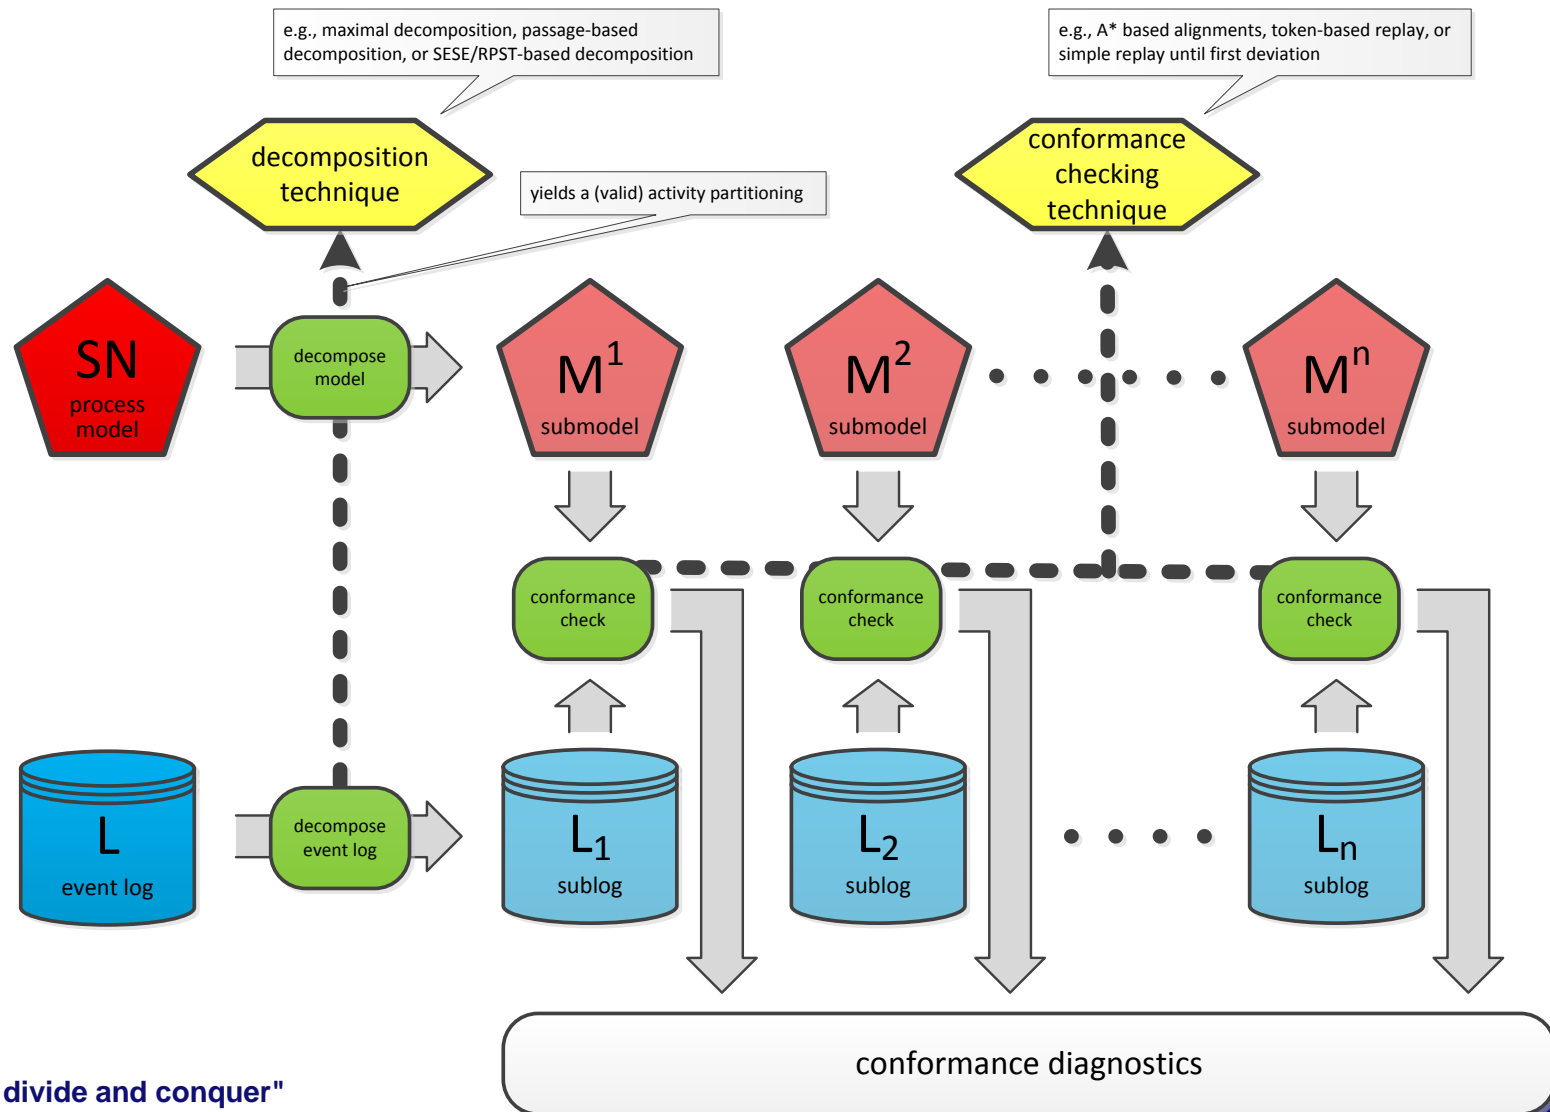 e.g., maximal decomposition, passage-based
decomposition, or SESE/RPST-based decomposition
e.g., A* based alignments, token-based replay, or
simple replay until first deviation
decomposition
technique
conformance
checking
technique
yields a (valid) activity partitioning
SN
process
model
decompose
model
M¹
submodel
M²
submodel
Mⁿ
submodel
conformance
check
conformance
check
conformance
check
L
event log
decompose
event log
L₁
sublog
L₂
sublog
Lₙ
sublog
conformance diagnostics
divide and conquer"